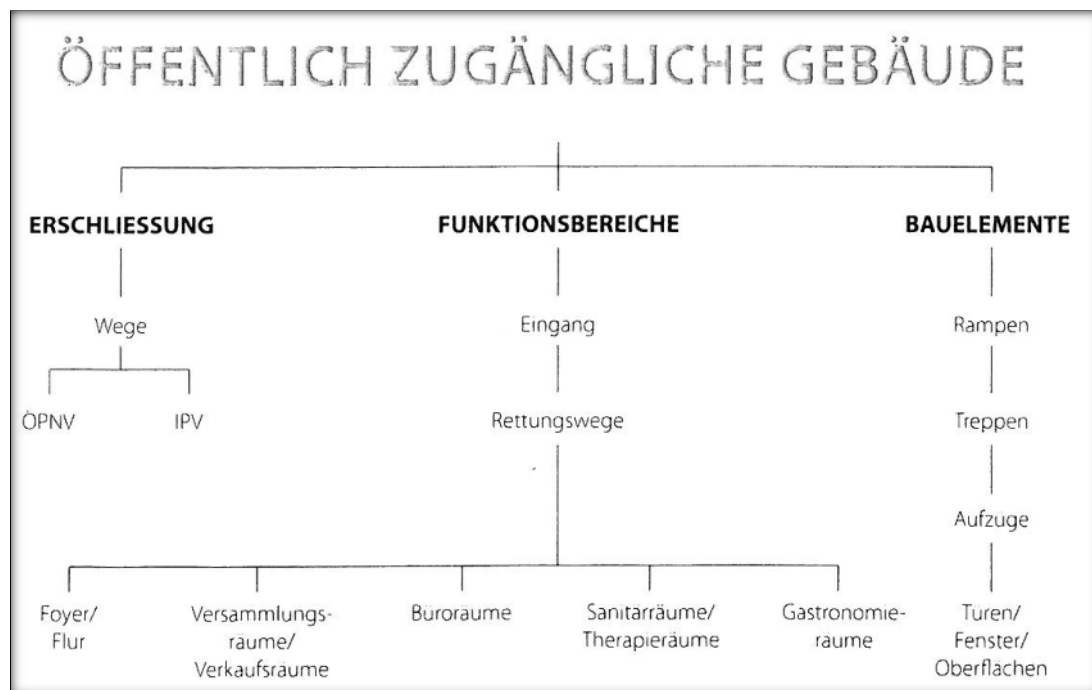 ÖFFENTLICH ZUGÄNGLICHE GEBÄUDE
ERSCHLIESSUNG
FUNKTIONSBEREICHE
BAUELEMENTE
Wege
Eingang
Rampen
ÖPNV
IPV
Rettungswege
Treppen
Aufzüge
Foyer/
Flur
Versammlungs-
räume/
Verkaufsräume
Büroräume
Sanitärräume/
Therapieräume
Gastronomie-
räume
Türen/
Fenster/
Oberflächen